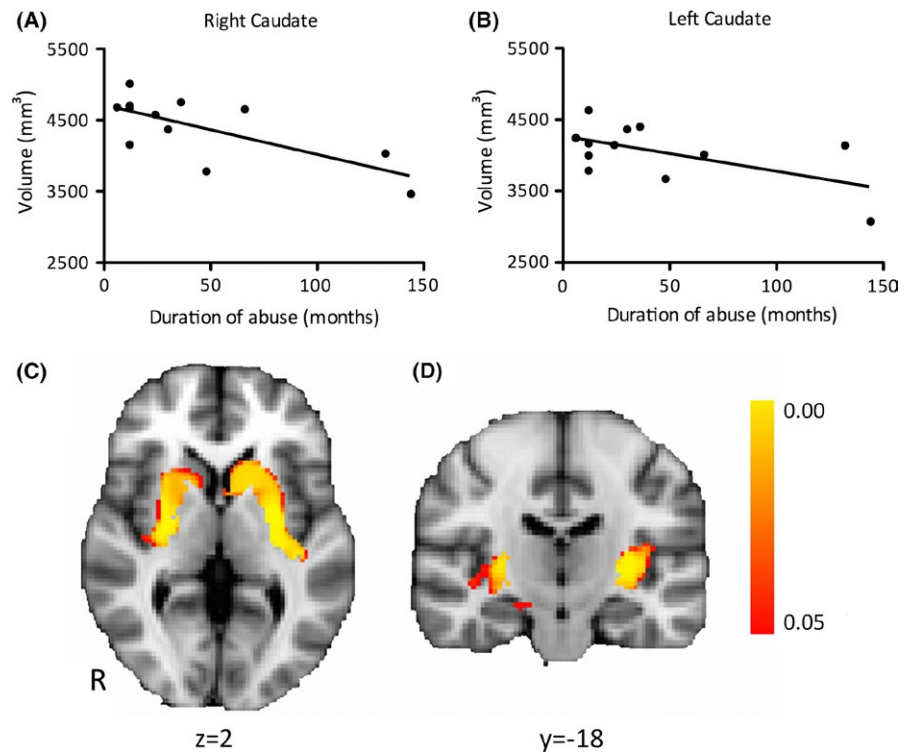 (A)
Right Caudate
5500
4500
3500
2500
Volume (mm³)
0
50
100
150
Duration of abuse (months)
(B)
Left Caudate
5500
4500
3500
2500
Volume (mm³)
0
50
100
150
Duration of abuse (months)
(C)
R
z=2
(D)
y=-18
0.00
0.05